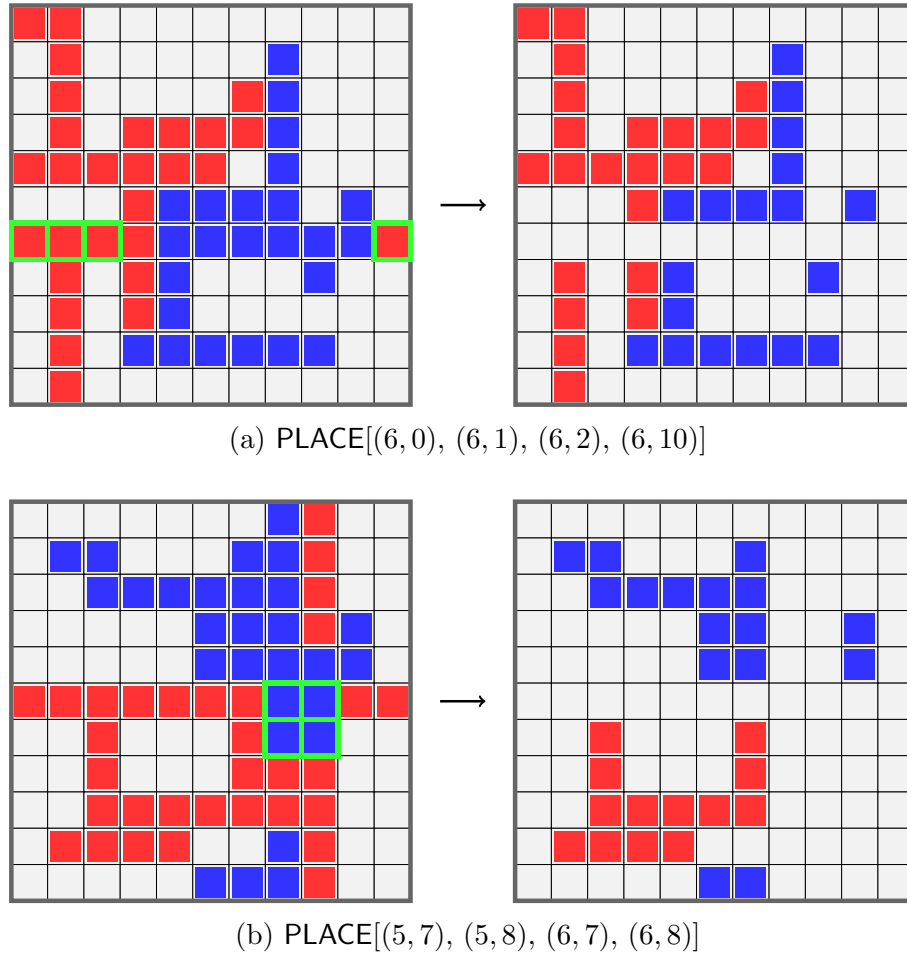 (a) PLACE[(6, 0), (6, 1), (6, 2), (6, 10)]
(b) PLACE[(5, 7), (5, 8), (6, 7), (6, 8)]